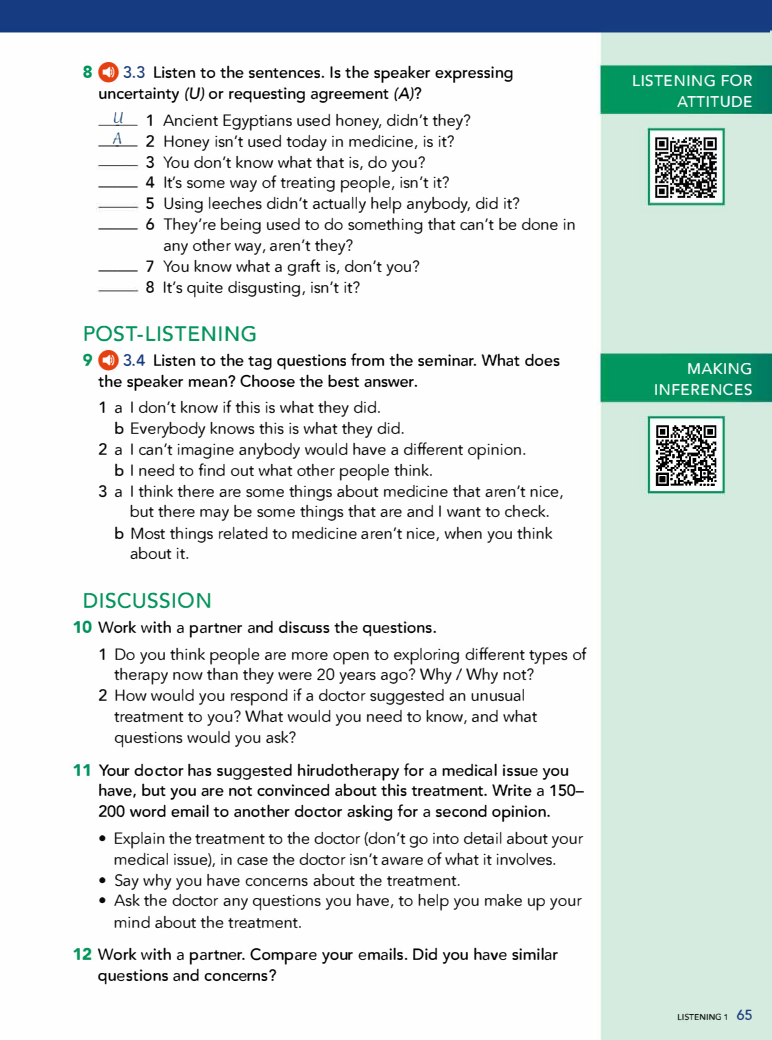 8 3.3 Listen to the sentences. Is the speaker expressing
uncertainty (U) or requesting agreement (A)?
U 1 Ancient Egyptians used honey, didn't they?
A 2 Honey isn't used today in medicine, is it?
3 You don't know what that is, do you?
4 It's some way of treating people, isn't it?
5 Using leeches didn't actually help anybody, did it?
6 They're being used to do something that can't be done in
any other way, aren't they?
7 You know what a graft is, don't you?
8 It's quite disgusting, isn't it?
LISTENING FOR
ATTITUDE
POST-LISTENING
9 3.4 Listen to the tag questions from the seminar. What does
the speaker mean? Choose the best answer.
1 a I don't know if this is what they did.
b Everybody knows this is what they did.
2 a I can't imagine anybody would have a different opinion.
b I need to find out what other people think.
3 a I think there are some things about medicine that aren't nice,
but there may be some things that are and I want to check.
b Most things related to medicine aren't nice, when you think
about it.
MAKING
INFERENCES
DISCUSSION
10 Work with a partner and discuss the questions.
1 Do you think people are more open to exploring different types of
therapy now than they were 20 years ago? Why / Why not?
2 How would you respond if a doctor suggested an unusual
treatment to you? What would you need to know, and what
questions would you ask?
11 Your doctor has suggested hirudotherapy for a medical issue you
have, but you are not convinced about this treatment. Write a 150–
200 word email to another doctor asking for a second opinion.
• Explain the treatment to the doctor (don't go into detail about your
medical issue), in case the doctor isn't aware of what it involves.
• Say why you have concerns about the treatment.
• Ask the doctor any questions you have, to help you make up your
mind about the treatment.
12 Work with a partner. Compare your emails. Did you have similar
questions and concerns?
LISTENING 1 65